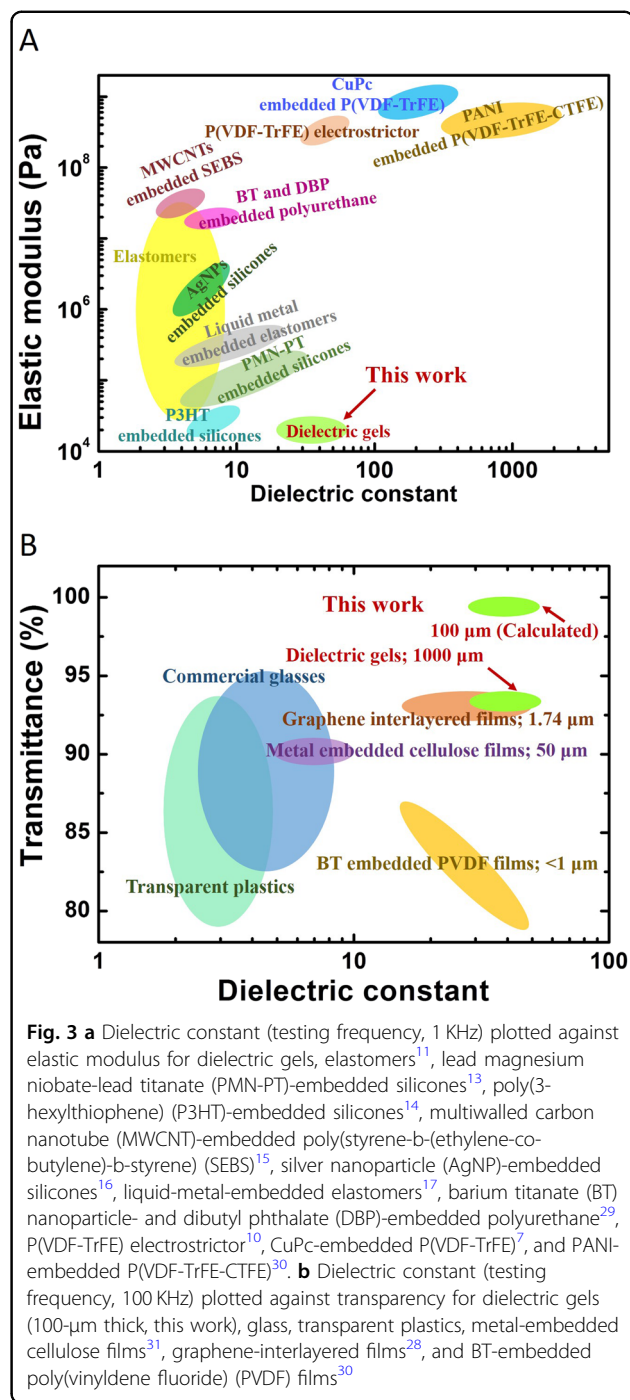 A
Elastic modulus (Pa)
10⁸
10⁶
10⁴
CuPc
embedded P(VDF-TrFE)
PANI
embedded P(VDF-TrFE-CTFE)
P(VDF-TrFE) electrostrictor
MWCNTs
embedded SEBS
BT and DBP
embedded polyurethane
Elastomers
AgNPs
embedded silicones
Liquid metal
embedded elastomers
PMN-PT
embedded silicones
This work
P3HT
embedded silicones
Dielectric gels
1 10 100 1000
Dielectric constant
B
Transmittance (%)
100
95
90
85
80
This work
100 μm (Calculated)
Dielectric gels; 1000 μm
Commercial glasses
Graphene interlayered films; 1.74 μm
Metal embedded cellulose films; 50 μm
BT embedded PVDF films; <1 μm
Transparent plastics
1 10 100
Dielectric constant
Fig. 3 a Dielectric constant (testing frequency, 1 KHz) plotted against
elastic modulus for dielectric gels, elastomers¹¹, lead magnesium
niobate-lead titanate (PMN-PT)-embedded silicones¹³, poly(3-
hexylthiophene) (P3HT)-embedded silicones¹⁴, multiwalled carbon
nanotube (MWCNT)-embedded poly(styrene-b-(ethylene-co-
butylene)-b-styrene) (SEBS)¹⁵, silver nanoparticle (AgNP)-embedded
silicones¹⁶, liquid-metal-embedded elastomers¹⁷, barium titanate (BT)
nanoparticle- and dibutyl phthalate (DBP)-embedded polyurethane²⁹,
P(VDF-TrFE) electrostrictor¹⁰, CuPc-embedded P(VDF-TrFE)⁷, and PANI-
embedded P(VDF-TrFE-CTFE)³⁰. b Dielectric constant (testing
frequency, 100 KHz) plotted against transparency for dielectric gels
(100-μm thick, this work), glass, transparent plastics, metal-embedded
cellulose films³¹, graphene-interlayered films²⁸, and BT-embedded
poly(vinyldene fluoride) (PVDF) films³⁰